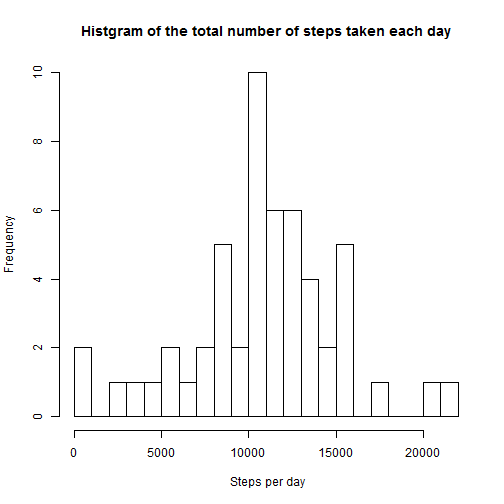 Histgram of the total number of steps taken each day
10
8
6
4
2
0
Frequency
0 5000 10000 15000 20000
Steps per day